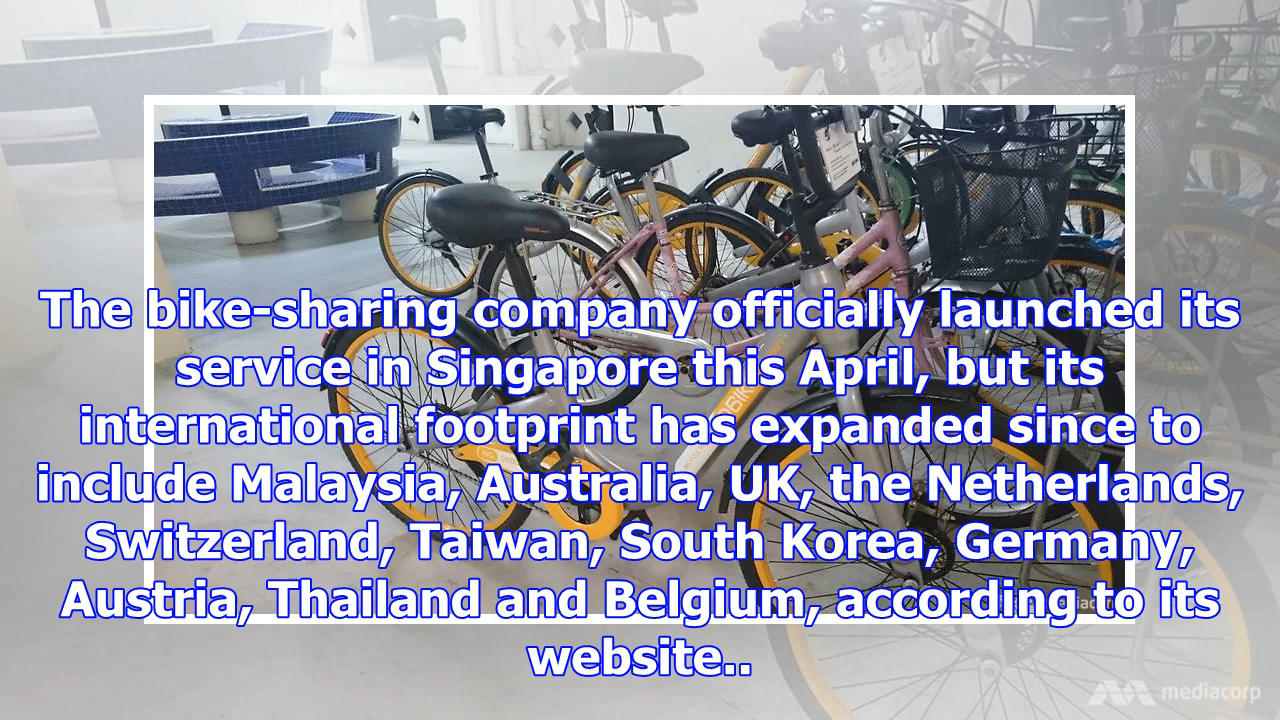 The bike-sharing company officially launched its
service in Singapore this April, but its
international footprint has expanded since to
include Malaysia, Australia, UK, the Netherlands,
Switzerland, Taiwan, South Korea, Germany,
Austria, Thailand and Belgium, according to its
website..
mediacorp